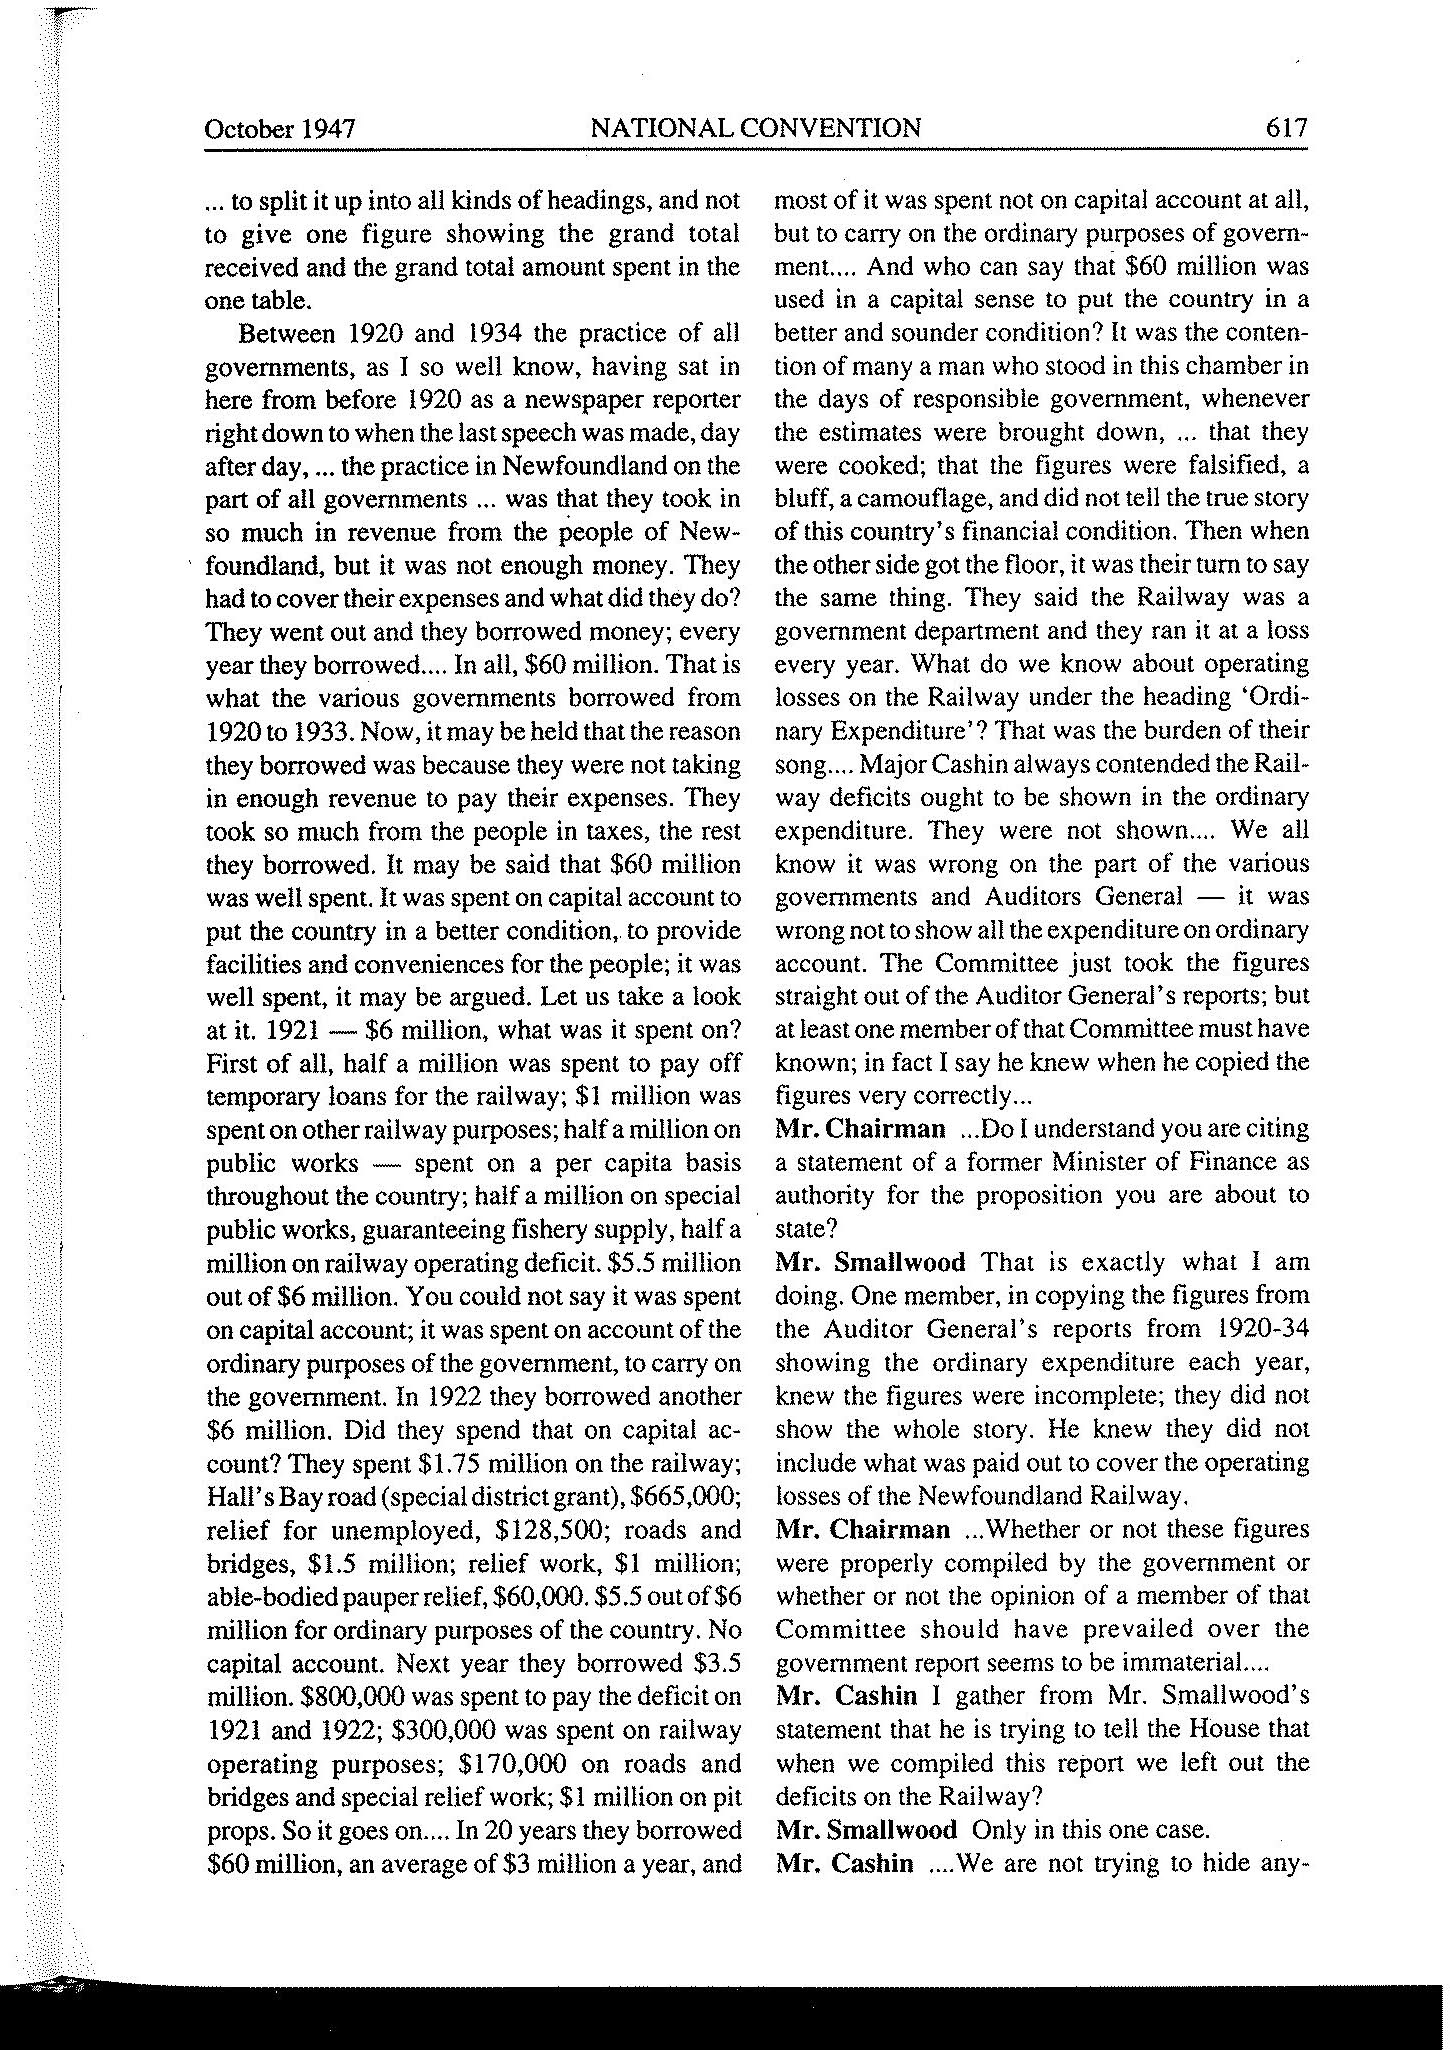 October 1947
NATIONAL CONVENTION
617
... to split it up into all kinds of headings, and not
to give one figure showing the grand total
received and the grand total amount spent in the
one table.
Between 1920 and 1934 the practice of all
governments, as I so well know, having sat in
here from before 1920 as a newspaper reporter
right down to when the last speech was made, day
after day, ... the practice in Newfoundland on the
part of all governments ... was that they took in
so much in revenue from the people of New-
foundland, but it was not enough money. They
had to cover their expenses and what did they do?
They went out and they borrowed money; every
year they borrowed.... In all, $60 million. That is
what the various governments borrowed from
1920 to 1933. Now, it may be held that the reason
they borrowed was because they were not taking
in enough revenue to pay their expenses. They
took so much from the people in taxes, the rest
they borrowed. It may be said that $60 million
was well spent. It was spent on capital account to
put the country in a better condition, to provide
facilities and conveniences for the people; it was
well spent, it may be argued. Let us take a look
at it. 1921 — $6 million, what was it spent on?
First of all, half a million was spent to pay off
temporary loans for the railway; $1 million was
spent on other railway purposes; half a million on
public works — spent on a per capita basis
throughout the country; half a million on special
public works, guaranteeing fishery supply, half a
million on railway operating deficit. $5.5 million
out of $6 million. You could not say it was spent
on capital account; it was spent on account of the
ordinary purposes of the government, to carry on
the government. In 1922 they borrowed another
$6 million. Did they spend that on capital ac-
count? They spent $1.75 million on the railway;
Hall's Bay road (special district grant), $665,000;
relief for unemployed, $128,500; roads and
bridges, $1.5 million; relief work, $1 million;
able-bodied pauper relief, $60,000. $5.5 out of $6
million for ordinary purposes of the country. No
capital account. Next year they borrowed $3.5
million. $800,000 was spent to pay the deficit on
1921 and 1922; $300,000 was spent on railway
operating purposes; $170,000 on roads and
bridges and special relief work; $1 million on pit
props. So it goes on.... In 20 years they borrowed
$60 million, an average of $3 million a year, and
most of it was spent not on capital account at all,
but to carry on the ordinary purposes of govern-
ment.... And who can say that $60 million was
used in a capital sense to put the country in a
better and sounder condition? It was the conten-
tion of many a man who stood in this chamber in
the days of responsible government, whenever
the estimates were brought down, ... that they
were cooked; that the figures were falsified, a
bluff, a camouflage, and did not tell the true story
of this country's financial condition. Then when
the other side got the floor, it was their turn to say
the same thing. They said the Railway was a
government department and they ran it at a loss
every year. What do we know about operating
losses on the Railway under the heading 'Ordi-
nary Expenditure'? That was the burden of their
song.... Major Cashin always contended the Rail-
way deficits ought to be shown in the ordinary
expenditure. They were not shown.... We all
know it was wrong on the part of the various
governments and Auditors General — it was
wrong not to show all the expenditure on ordinary
account. The Committee just took the figures
straight out of the Auditor General's reports; but
at least one member of that Committee must have
known; in fact I say he knew when he copied the
figures very correctly...
Mr. Chairman ...Do I understand you are citing
a statement of a former Minister of Finance as
authority for the proposition you are about to
state?
Mr. Smallwood That is exactly what I am
doing. One member, in copying the figures from
the Auditor General's reports from 1920-34
showing the ordinary expenditure each year,
knew the figures were incomplete; they did not
show the whole story. He knew they did not
include what was paid out to cover the operating
losses of the Newfoundland Railway.
Mr. Chairman ...Whether or not these figures
were properly compiled by the government or
whether or not the opinion of a member of that
Committee should have prevailed over the
government report seems to be immaterial....
Mr. Cashin I gather from Mr. Smallwood's
statement that he is trying to tell the House that
when we compiled this report we left out the
deficits on the Railway?
Mr. Smallwood Only in this one case.
Mr. Cashin ....We are not trying to hide any-